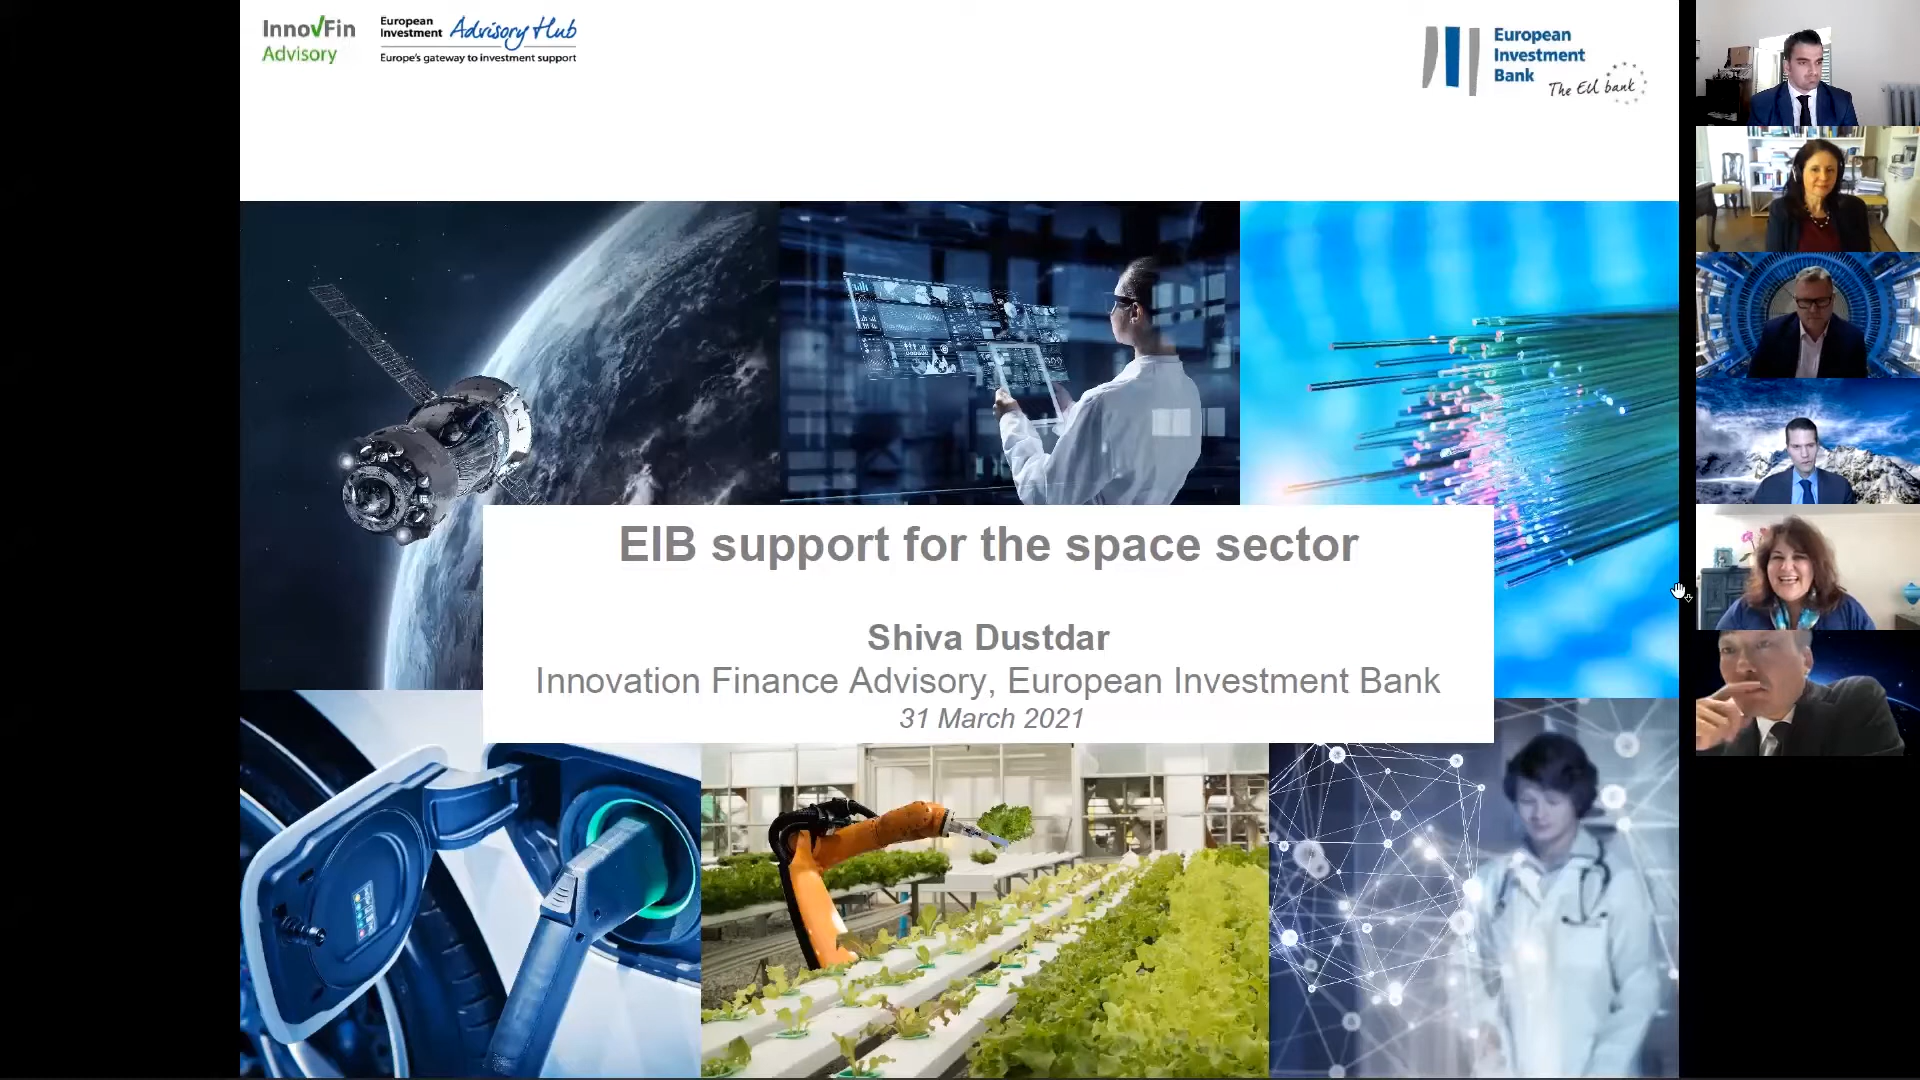 InnovFin
Advisory
European
Investment Advisory Hub
Europe's gateway to investment support
European
Investment
Bank
The EU bank
EIB support for the space sector
Shiva Dustdar
Innovation Finance Advisory, European Investment Bank
31 March 2021